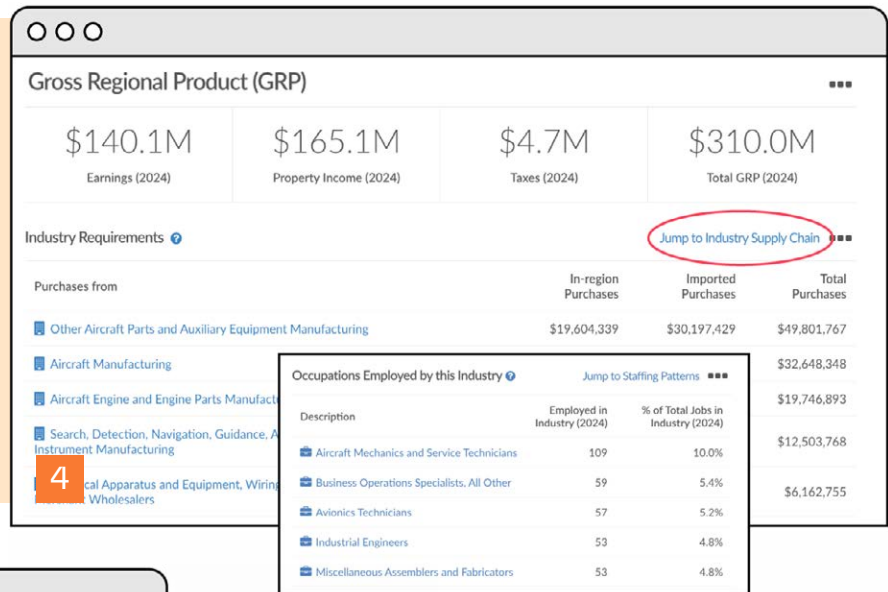 Gross Regional Product (GRP)
$140.1M
Earnings (2024)
$165.1M
Property Income (2024)
$4.7M
Taxes (2024)
$310.0M
Total GRP (2024)
Industry Requirements
Jump to Industry Supply Chain
Purchases from
In-region
Purchases
Imported
Purchases
Total
Purchases
Other Aircraft Parts and Auxiliary Equipment Manufacturing $19,604,339 $30,197,429 $49,801,767
Aircraft Manufacturing $32,648,348
Aircraft Engine and Engine Parts $19,746,893
Search, Detection, Navigation, Guidance,
Instrument Manufacturing $12,503,768
4
Apparatus and Equipment,
Wholesalers $6,162,755
Occupations Employed by this Industry
Jump to Staffing Patterns
Description
Employed in
Industry (2024)
% of Total Jobs in
Industry (2024)
Aircraft Mechanics and Service Technicians 109 10.0%
Business Operations Specialists, All Other 59 5.4%
Avionics Technicians 57 5.2%
Industrial Engineers 53 4.8%
Miscellaneous Assemblers and Fabricators 53 4.8%